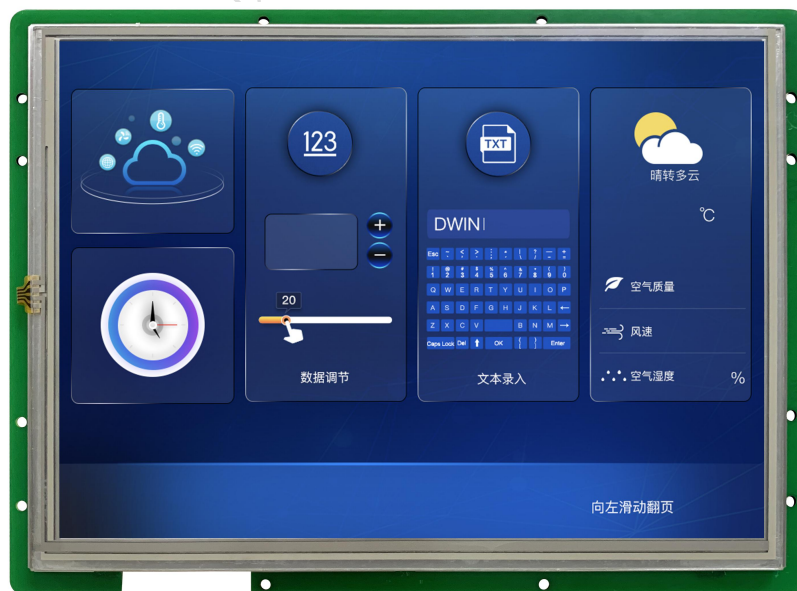 123
20
数据调节
TXT
DWIN
Esc
Q W E R T Y U I O P
A S D F G H J K L ←
Z X C V B N M →
Caps Lock Del OK Enter
文本录入
晴转多云
℃
空气质量
风速
空气湿度 %
向左滑动翻页